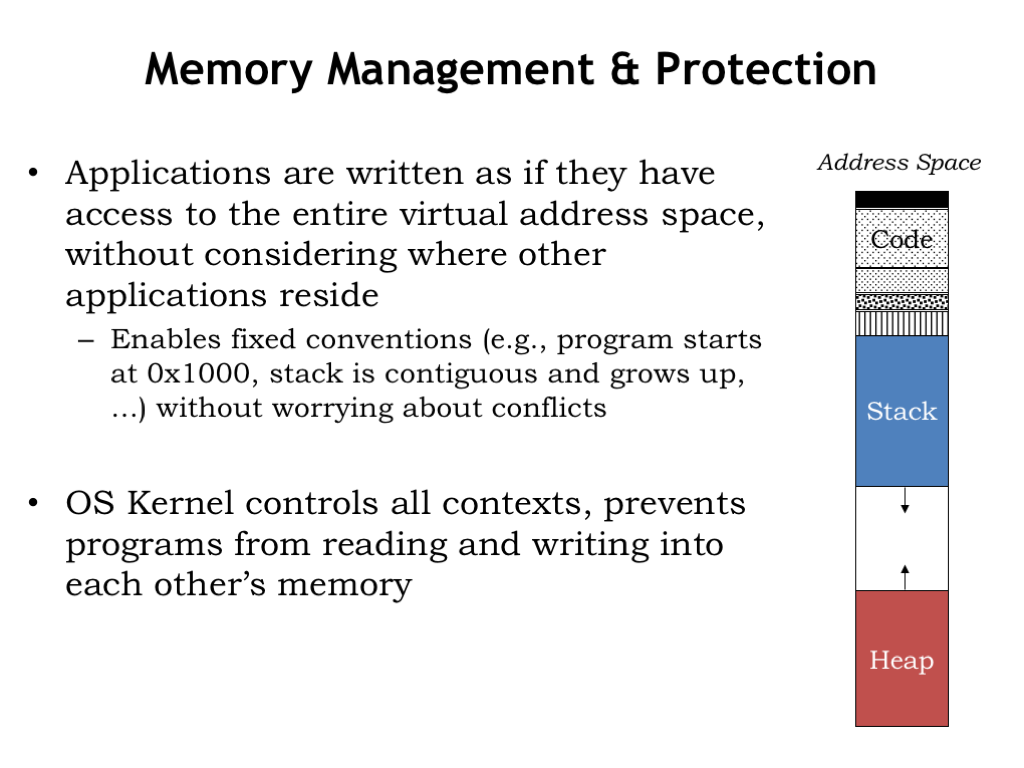 Memory Management & Protection
• Applications are written as if they have
access to the entire virtual address space,
without considering where other
applications reside
– Enables fixed conventions (e.g., program starts
at 0x1000, stack is contiguous and grows up,
…) without worrying about conflicts
• OS Kernel controls all contexts, prevents
programs from reading and writing into
each other’s memory
Address Space
Code
Stack
Heap